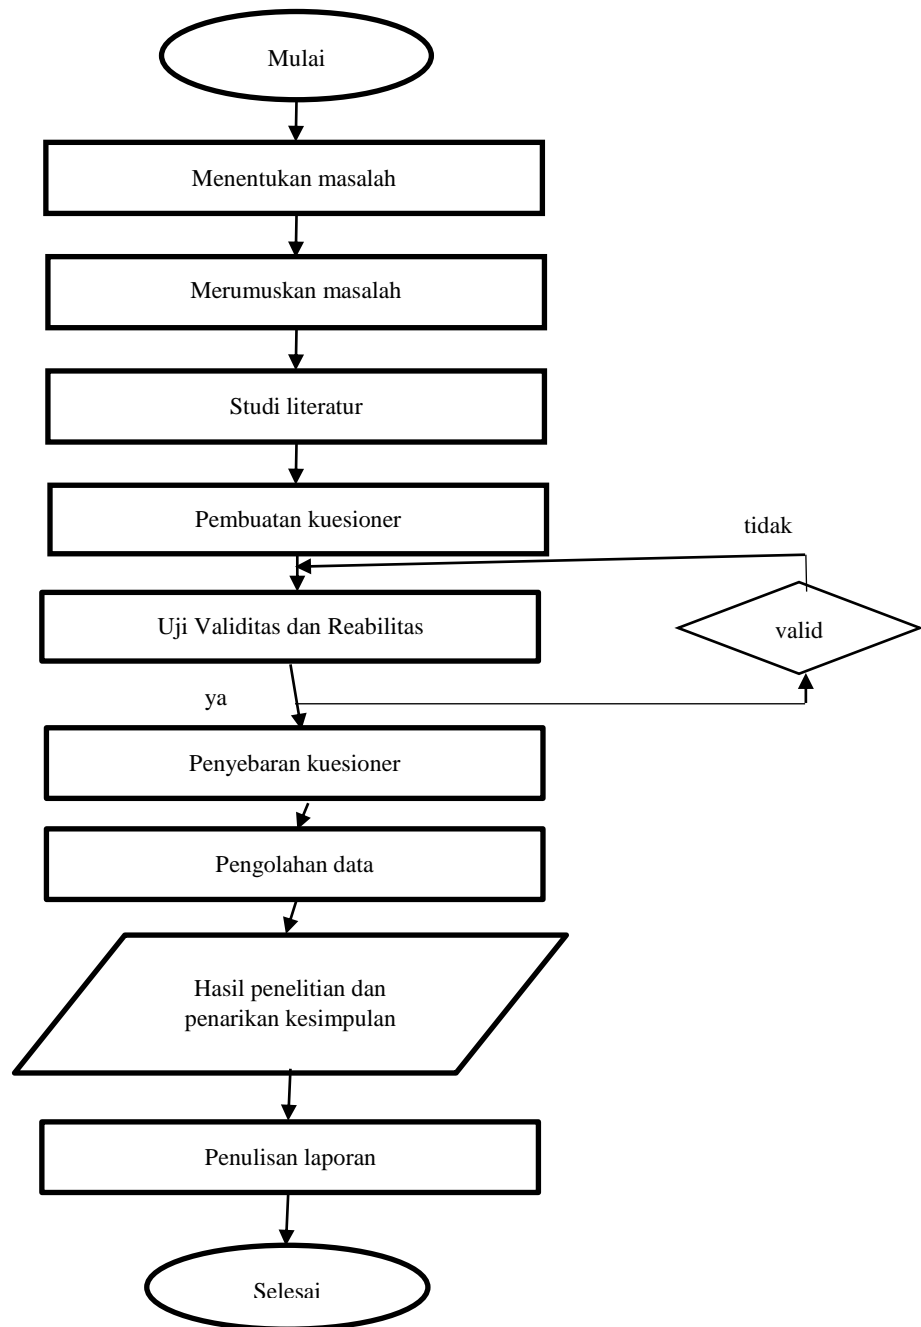 Mulai
Menentukan masalah
Merumuskan masalah
Studi literatur
Pembuatan kuesioner
tidak
Uji Validitas dan Reabilitas
valid
ya
Penyebaran kuesioner
Pengolahan data
Hasil penelitian dan
penarikan kesimpulan
Penulisan laporan
Selesai